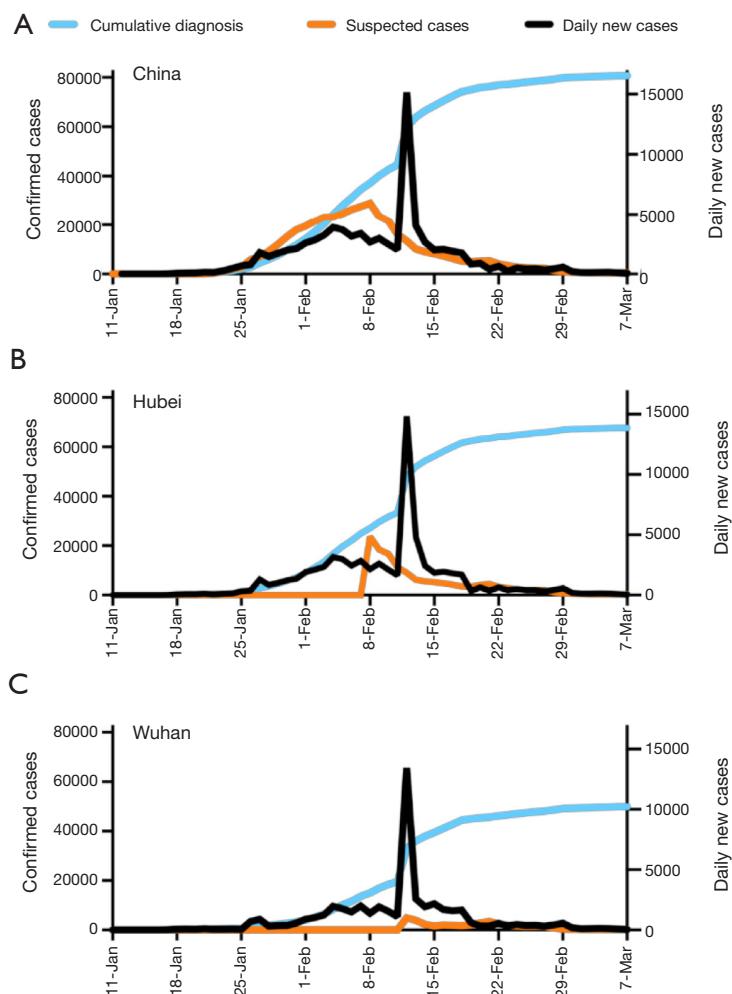 A
Cumulative diagnosis
Suspected cases
Daily new cases
China
Confirmed cases
80000
60000
40000
20000
0
15000
10000
5000
0
Daily new cases
11-Jan
18-Jan
25-Jan
1-Feb
8-Feb
15-Feb
22-Feb
29-Feb
7-Mar
B
Hubei
Confirmed cases
80000
60000
40000
20000
0
15000
10000
5000
0
Daily new cases
11-Jan
18-Jan
25-Jan
1-Feb
8-Feb
15-Feb
22-Feb
29-Feb
7-Mar
C
Wuhan
Confirmed cases
80000
60000
40000
20000
0
15000
10000
5000
0
Daily new cases
11-Jan
18-Jan
25-Jan
1-Feb
8-Feb
15-Feb
22-Feb
29-Feb
7-Mar